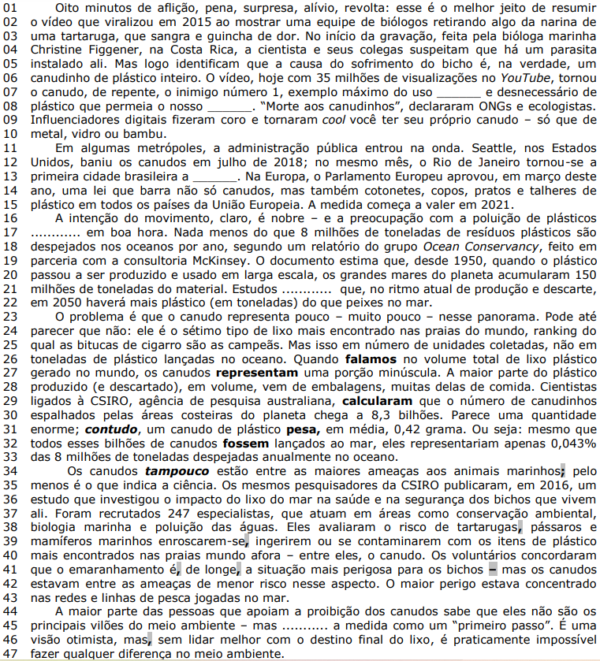 01 Oito minutos de aflição, pena, surpresa, alívio, revolta: esse é o melhor jeito de resumir
02 o vídeo que viralizou em 2015 ao mostrar uma equipe de biólogos retirando algo da narina de
03 uma tartaruga, que sangra e guincha de dor. No início da gravação, feita pela bióloga marinha
04 Christine Figgener, na Costa Rica, a cientista e seus colegas suspeitam que há um parasita
05 instalado ali. Mas logo identificam que a causa do sofrimento do bicho é, na verdade, um
06 canudinho de plástico inteiro. O vídeo, hoje com 35 milhões de visualizações no YouTube, tornou
07 o canudo, de repente, o inimigo número 1, exemplo máximo do uso ______ e desnecessário de
08 plástico que permeia o nosso ______. “Morte aos canudinhos”, declararam ONGs e ecologistas.
09 Influenciadores digitais fizeram coro e tornaram cool você ter seu próprio canudo – só que de
10 metal, vidro ou bambu.
11 Em algumas metrópoles, a administração pública entrou na onda. Seattle, nos Estados
12 Unidos, baniu os canudos em julho de 2018; no mesmo mês, o Rio de Janeiro tornou-se a
13 primeira cidade brasileira a ______. Na Europa, o Parlamento Europeu aprovou, em março deste
14 ano, uma lei que barra não só canudos, mas também cotonetes, copos, pratos e talheres de
15 plástico em todos os países da União Europeia. A medida começa a valer em 2021.
16 A intenção do movimento, claro, é nobre – e a preocupação com a poluição de plásticos
17 ............ em boa hora. Nada menos do que 8 milhões de toneladas de resíduos plásticos são
18 despejados nos oceanos por ano, segundo um relatório do grupo Ocean Conservancy, feito em
19 parceria com a consultoria McKinsey. O documento estima que, desde 1950, quando o plástico
20 passou a ser produzido e usado em larga escala, os grandes mares do planeta acumularam 150
21 milhões de toneladas do material. Estudos ............ que, no ritmo atual de produção e descarte,
22 em 2050 haverá mais plástico (em toneladas) do que peixes no mar.
23 O problema é que o canudo representa pouco – muito pouco – nesse panorama. Pode até
24 parecer que não: ele é o sétimo tipo de lixo mais encontrado nas praias do mundo, ranking do
25 qual as bitucas de cigarro são as campeãs. Mas isso em número de unidades coletadas, não em
26 toneladas de plástico lançadas no oceano. Quando falamos no volume total de lixo plástico
27 gerado no mundo, os canudos representam uma porção minúscula. A maior parte do plástico
28 produzido (e descartado), em volume, vem de embalagens, muitas delas de comida. Cientistas
29 ligados à CSIRO, agência de pesquisa australiana, calcularam que o número de canudinhos
30 espalhados pelas áreas costeiras do planeta chega a 8,3 bilhões. Parece uma quantidade
31 enorme; contudo, um canudo de plástico pesa, em média, 0,42 grama. Ou seja: mesmo que
32 todos esses bilhões de canudos fossem lançados ao mar, eles representariam apenas 0,043%
33 das 8 milhões de toneladas despejadas anualmente no oceano.
34 Os canudos tampouco estão entre as maiores ameaças aos animais marinhos; pelo
35 menos é o que indica a ciência. Os mesmos pesquisadores da CSIRO publicaram, em 2016, um
36 estudo que investigou o impacto do lixo do mar na saúde e na segurança dos bichos que vivem
37 ali. Foram recrutados 247 especialistas, que atuam em áreas como conservação ambiental,
38 biologia marinha e poluição das águas. Eles avaliaram o risco de tartarugas, pássaros e
39 mamíferos marinhos enroscarem-se, ingerirem ou se contaminarem com os itens de plástico
40 mais encontrados nas praias mundo afora – entre eles, o canudo. Os voluntários concordaram
41 que o emaranhamento é, de longe, a situação mais perigosa para os bichos – mas os canudos
42 estavam entre as ameaças de menor risco nesse aspecto. O maior perigo estava concentrado
43 nas redes e linhas de pesca jogadas no mar.
44 A maior parte das pessoas que apoiam a proibição dos canudos sabe que eles não são os
45 principais vilões do meio ambiente – mas ........... a medida como um “primeiro passo”. É uma
46 visão otimista, mas, sem lidar melhor com o destino final do lixo, é praticamente impossível
47 fazer qualquer diferença no meio ambiente.